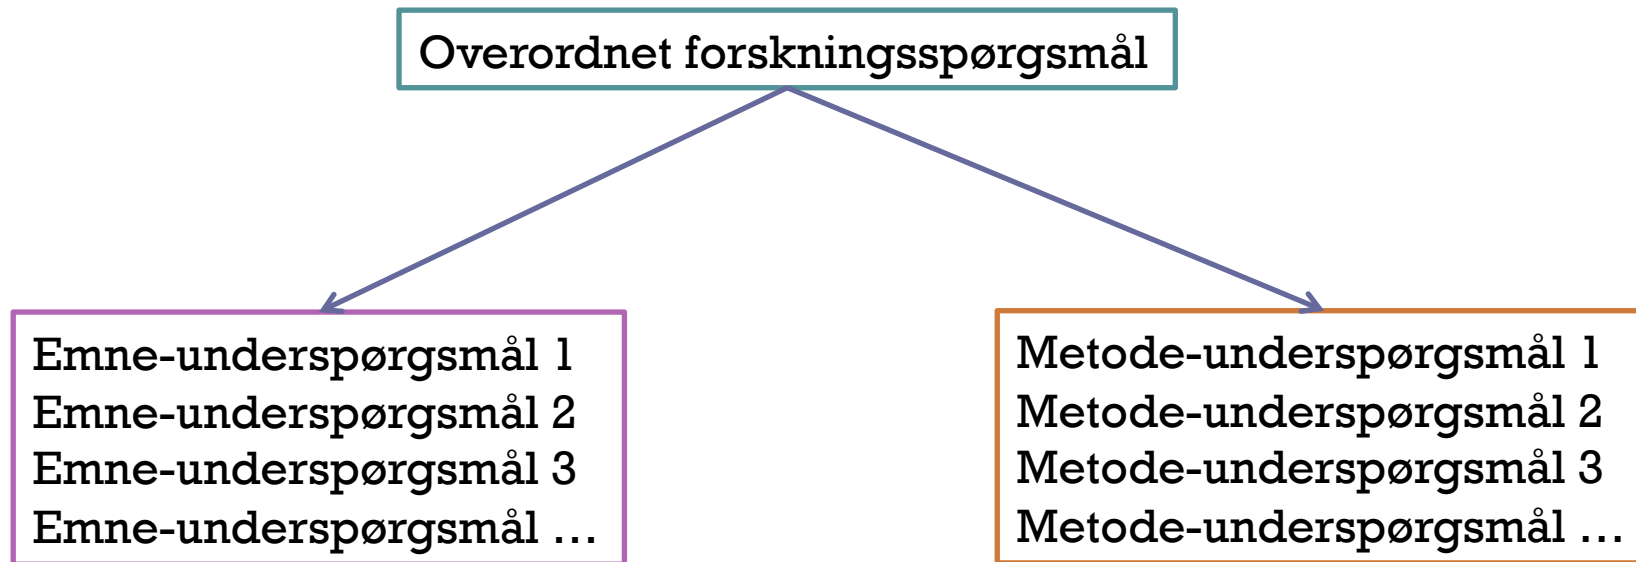 Overordnet forskningsspørgsmål
Emne-underspørgsmål 1
Emne-underspørgsmål 2
Emne-underspørgsmål 3
Emne-underspørgsmål ...
Metode-underspørgsmål 1
Metode-underspørgsmål 2
Metode-underspørgsmål 3
Metode-underspørgsmål ...